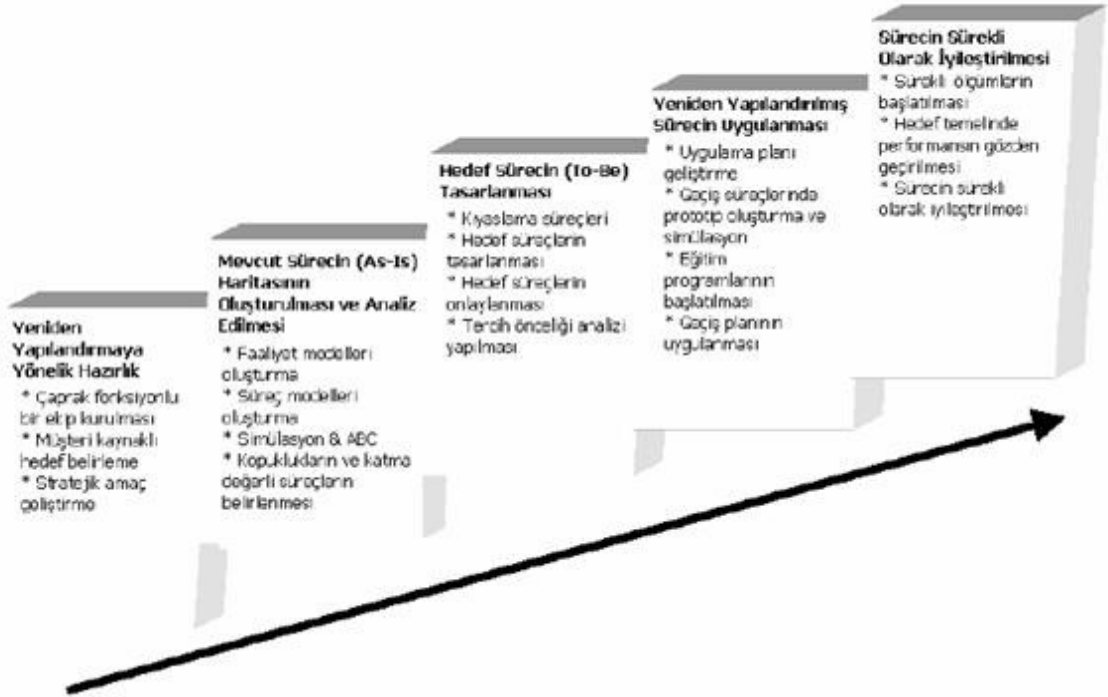 Yeniden
Yapılandırmaya
Yönelik Hazırlık
* Çaprak fonksiyonlu
bir ekip kurulması
* Müşteri kaynaklı
hedef belirleme
* Stratejik amaç
geliştirme
Mevcut Sürecin (As-Is)
Haritasının
Oluşturulması ve Analiz
Edilmesi
* Faaliyet modelleri
oluşturma
* Süreç modelleri
oluşturma
* Simülasyon & ABC
* Kopuklukların ve katma
değerli süreçlerin
belirlenmesi
Hedef Sürecin (To-Be)
Tasarlanması
* Kıyaslama süreçleri
* Hedef süreçlerin
tasarlanması
* Hedef süreçlerin
onlaylanması
* Tercih önceliği analizi
yapılması
Yeniden Yapılandırılmış
Sürecin Uygulanması
* Uygulama planı
geliştirme
* Geçiş süreçlerinde
prototip oluşturma ve
simülasyon
* Eğitim
programlarının
başlatılması
* Geçiş planının
uygulanması
Sürecin Sürekli
Olarak İyileştirilmesi
* Sürekli ölçümlerin
başlatılması
* Hedef temelinde
performansın gözden
geçirilmesi
* Sürecin sürekli
olarak iyileştirilmesi